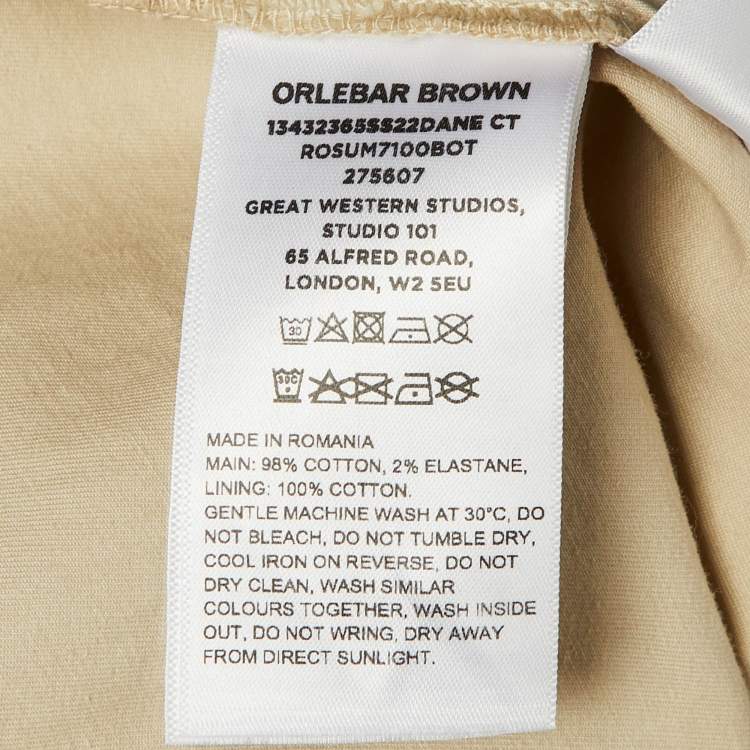 ORLEBAR BROWN
13432365SS22DANE CT
ROSUM7100BOT
275607
GREAT WESTERN STUDIOS,
STUDIO 101
65 ALFRED ROAD,
LONDON, W2 5EU
30
30C
MADE IN ROMANIA
MAIN: 98% COTTON, 2% ELASTANE,
LINING: 100% COTTON.
GENTLE MACHINE WASH AT 30°C, DO
NOT BLEACH, DO NOT TUMBLE DRY,
COOL IRON ON REVERSE, DO NOT
DRY CLEAN, WASH SIMILAR
COLOURS TOGETHER, WASH INSIDE
OUT, DO NOT WRING, DRY AWAY
FROM DIRECT SUNLIGHT.